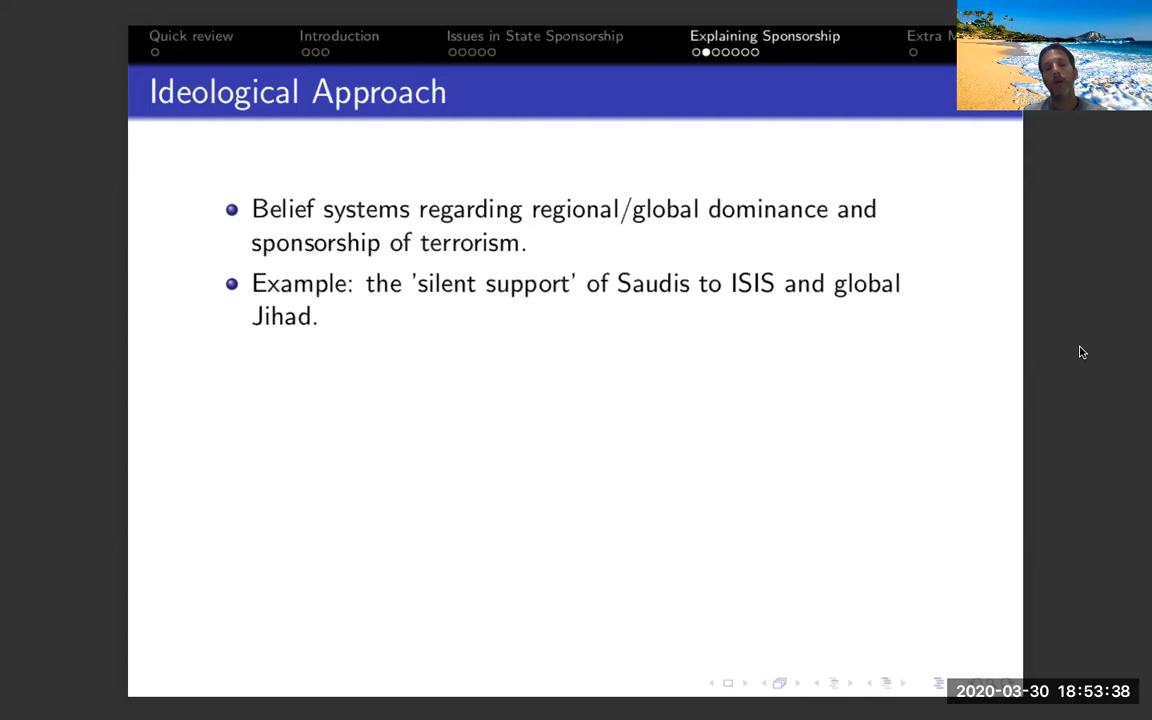 Quick review
Introduction
Issues in State Sponsorship
Explaining Sponsorship
Extra
Ideological Approach
Belief systems regarding regional/global dominance and
sponsorship of terrorism.
Example: the 'silent support' of Saudis to ISIS and global
Jihad.
2020-03-30 18:53:38